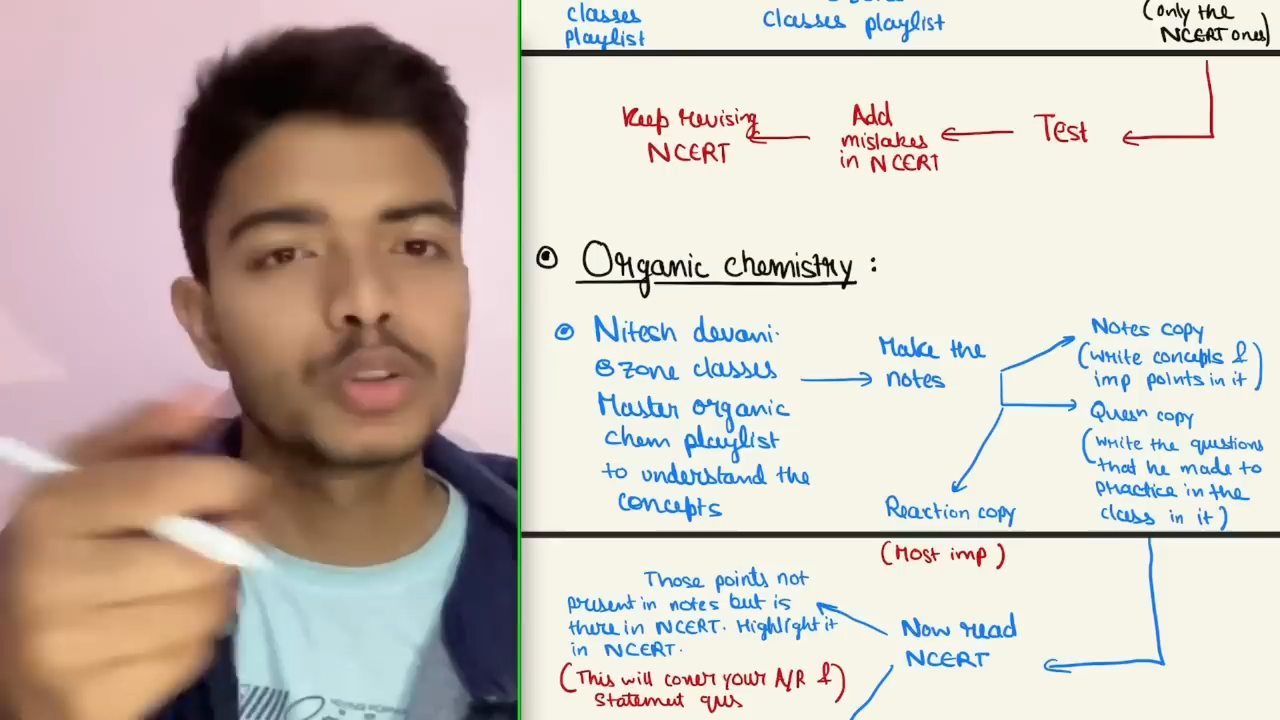 classes
playlist
classes playlist
(only the
NCERT ones)
Keep revising
NCERT
Add
mistakes
in NCERT
Test
Organic chemistry :
Nitesh devani.
classes
Master organic
chem playlist
to understand the
concepts
Make the
notes
Notes copy
(write concepts &
imp points in it)
Quesn copy
(write the questions
that he made to
practice in the
class in it)
Reaction copy
(Most imp)
Those points not
present in notes but is
there in NCERT. Highlight it
in NCERT.
(This will cover your A/R &
Statement qus)
Now read
NCERT